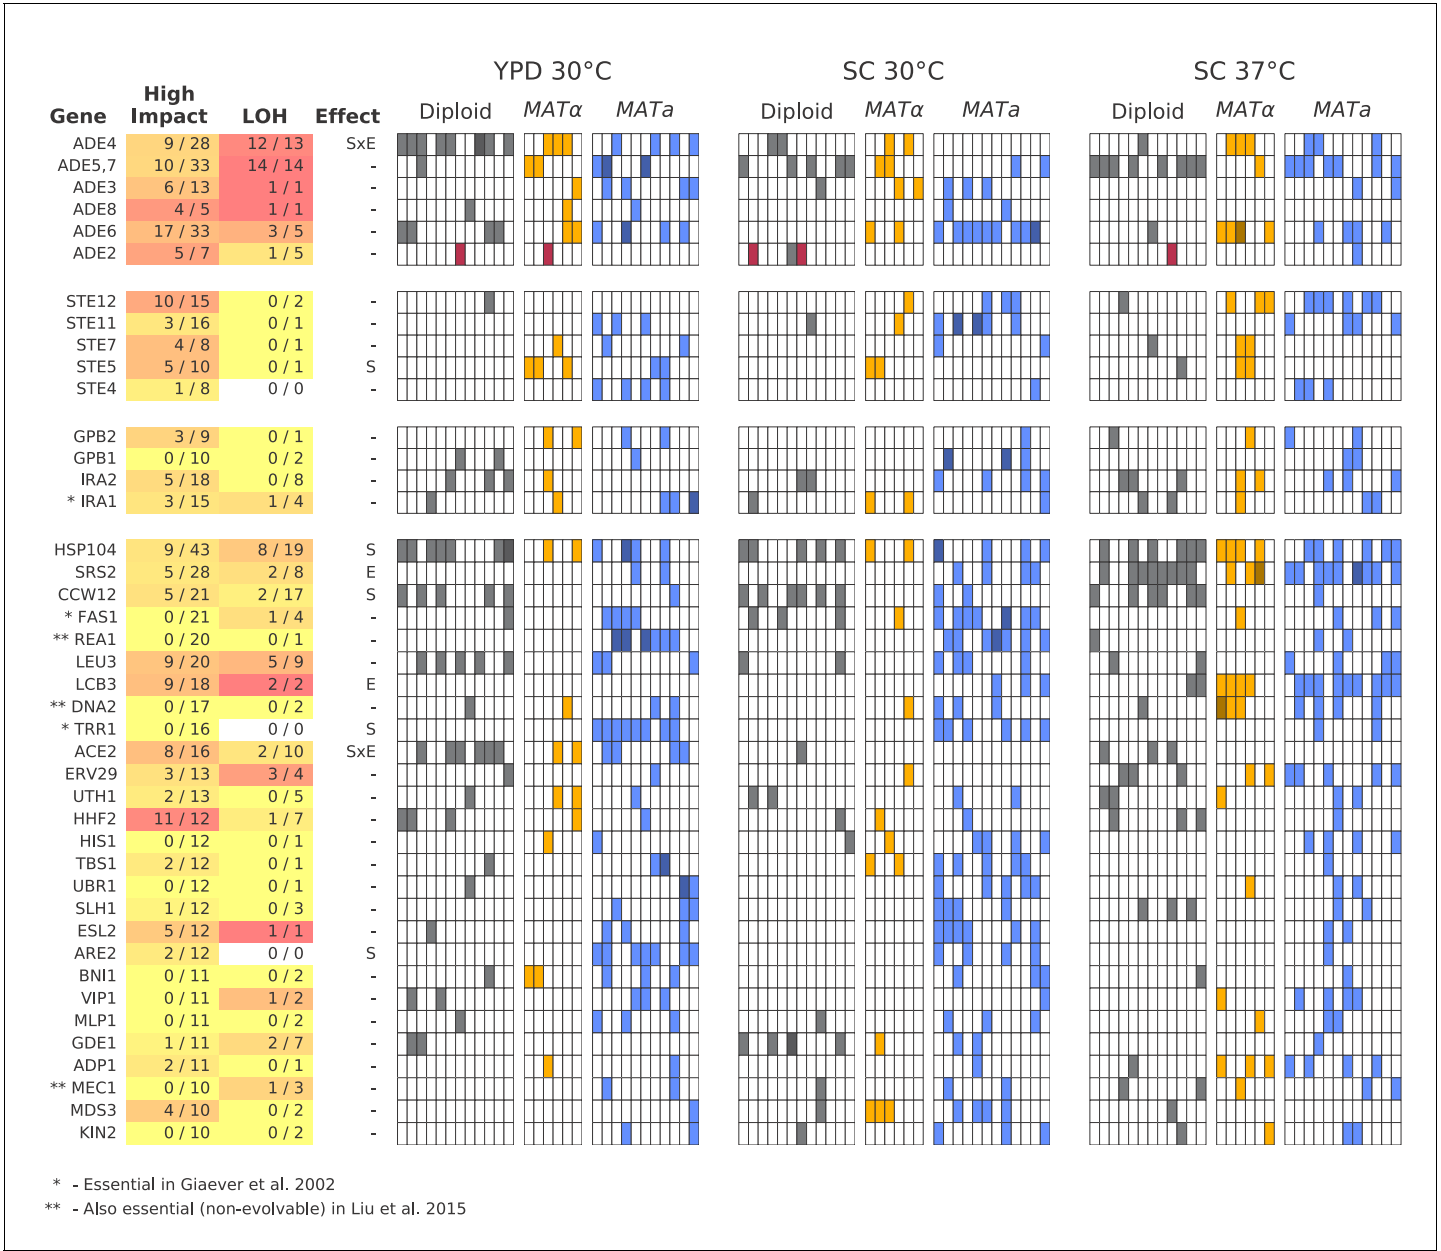 YPD 30°C SC 30°C SC 37°C
High
Gene Impact LOH Effect Diploid MATα MATa Diploid MATα MATa Diploid MATα MATa
ADE4 9 / 28 12 / 13 SxE
ADE5,7 10 / 33 14 / 14 -
ADE3 6 / 13 1 / 1 -
ADE8 4 / 5 1 / 1 -
ADE6 17 / 33 3 / 5 -
ADE2 5 / 7 1 / 5 -
STE12 10 / 15 0 / 2 -
STE11 3 / 16 0 / 1 -
STE7 4 / 8 0 / 1 -
STE5 5 / 10 0 / 1 S
STE4 1 / 8 0 / 0 -
GPB2 3 / 9 0 / 1 -
GPB1 0 / 10 0 / 2 -
IRA2 5 / 18 0 / 8 -
* IRA1 3 / 15 1 / 4 -
HSP104 9 / 43 8 / 19 S
SRS2 5 / 28 2 / 8 E
CCW12 5 / 21 2 / 17 S
* FAS1 0 / 21 1 / 4 -
** REA1 0 / 20 0 / 1 -
LEU3 9 / 20 5 / 9 -
LCB3 9 / 18 2 / 2 E
** DNA2 0 / 17 0 / 2 -
* TRR1 0 / 16 0 / 0 S
ACE2 8 / 16 2 / 10 SxE
ERV29 3 / 13 3 / 4 -
UTH1 2 / 13 0 / 5 -
HHF2 11 / 12 1 / 7 -
HIS1 0 / 12 0 / 1 -
TBS1 2 / 12 0 / 1 -
UBR1 0 / 12 0 / 1 -
SLH1 1 / 12 0 / 3 -
ESL2 5 / 12 1 / 1 -
ARE2 2 / 12 0 / 0 S
BNI1 0 / 11 0 / 2 -
VIP1 0 / 11 1 / 2 -
MLP1 0 / 11 0 / 2 -
GDE1 1 / 11 2 / 7 -
ADP1 2 / 11 0 / 1 -
** MEC1 0 / 10 1 / 3 -
MDS3 4 / 10 0 / 2 -
KIN2 0 / 10 0 / 2 -
* - Essential in Giaever et al. 2002
** - Also essential (non-evolvable) in Liu et al. 2015